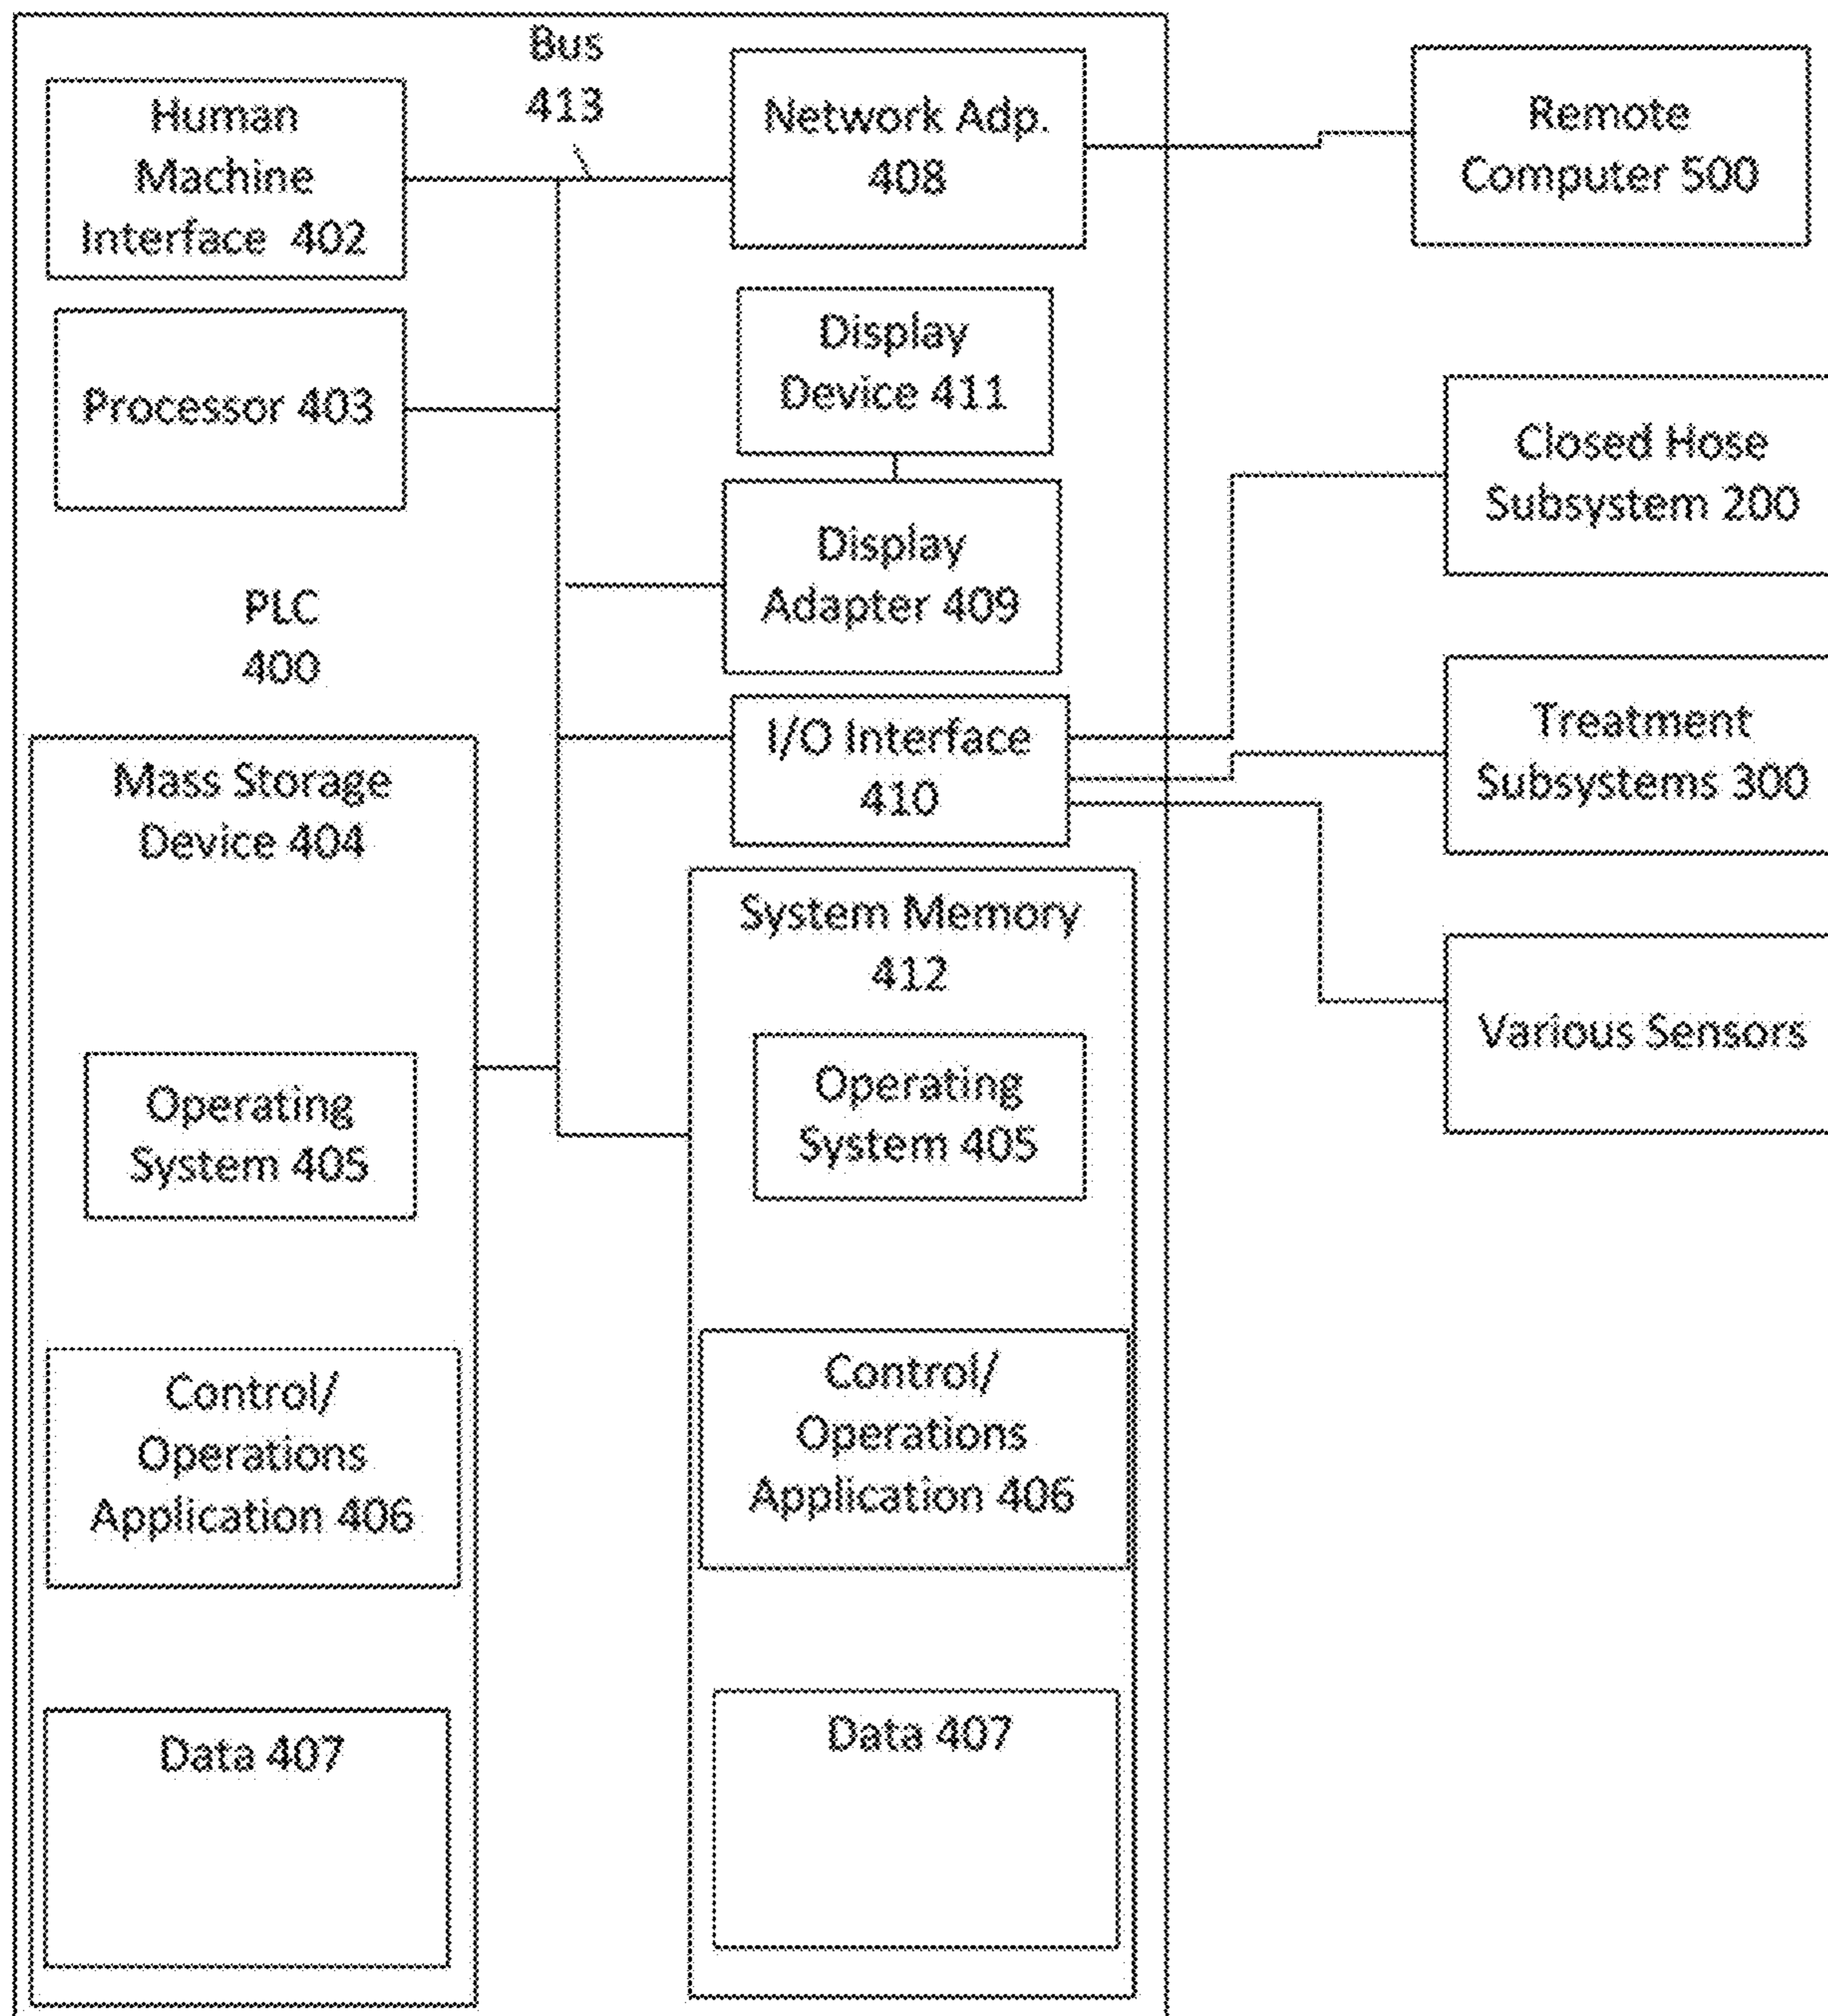 Bus
413
Human
Machine
Interface 402
Network Adp.
408
Remote
Computer 500
Processor 403
Display
Device 411
Closed Hose
Subsystem 200
Display
Adapter 409
PLC
400
I/O Interface
410
Treatment
Subsystems 300
Mass Storage
Device 404
System Memory
412
Various Sensors
Operating
System 405
Operating
System 405
Control/
Operations
Application 406
Control/
Operations
Application 406
Data 407
Data 407